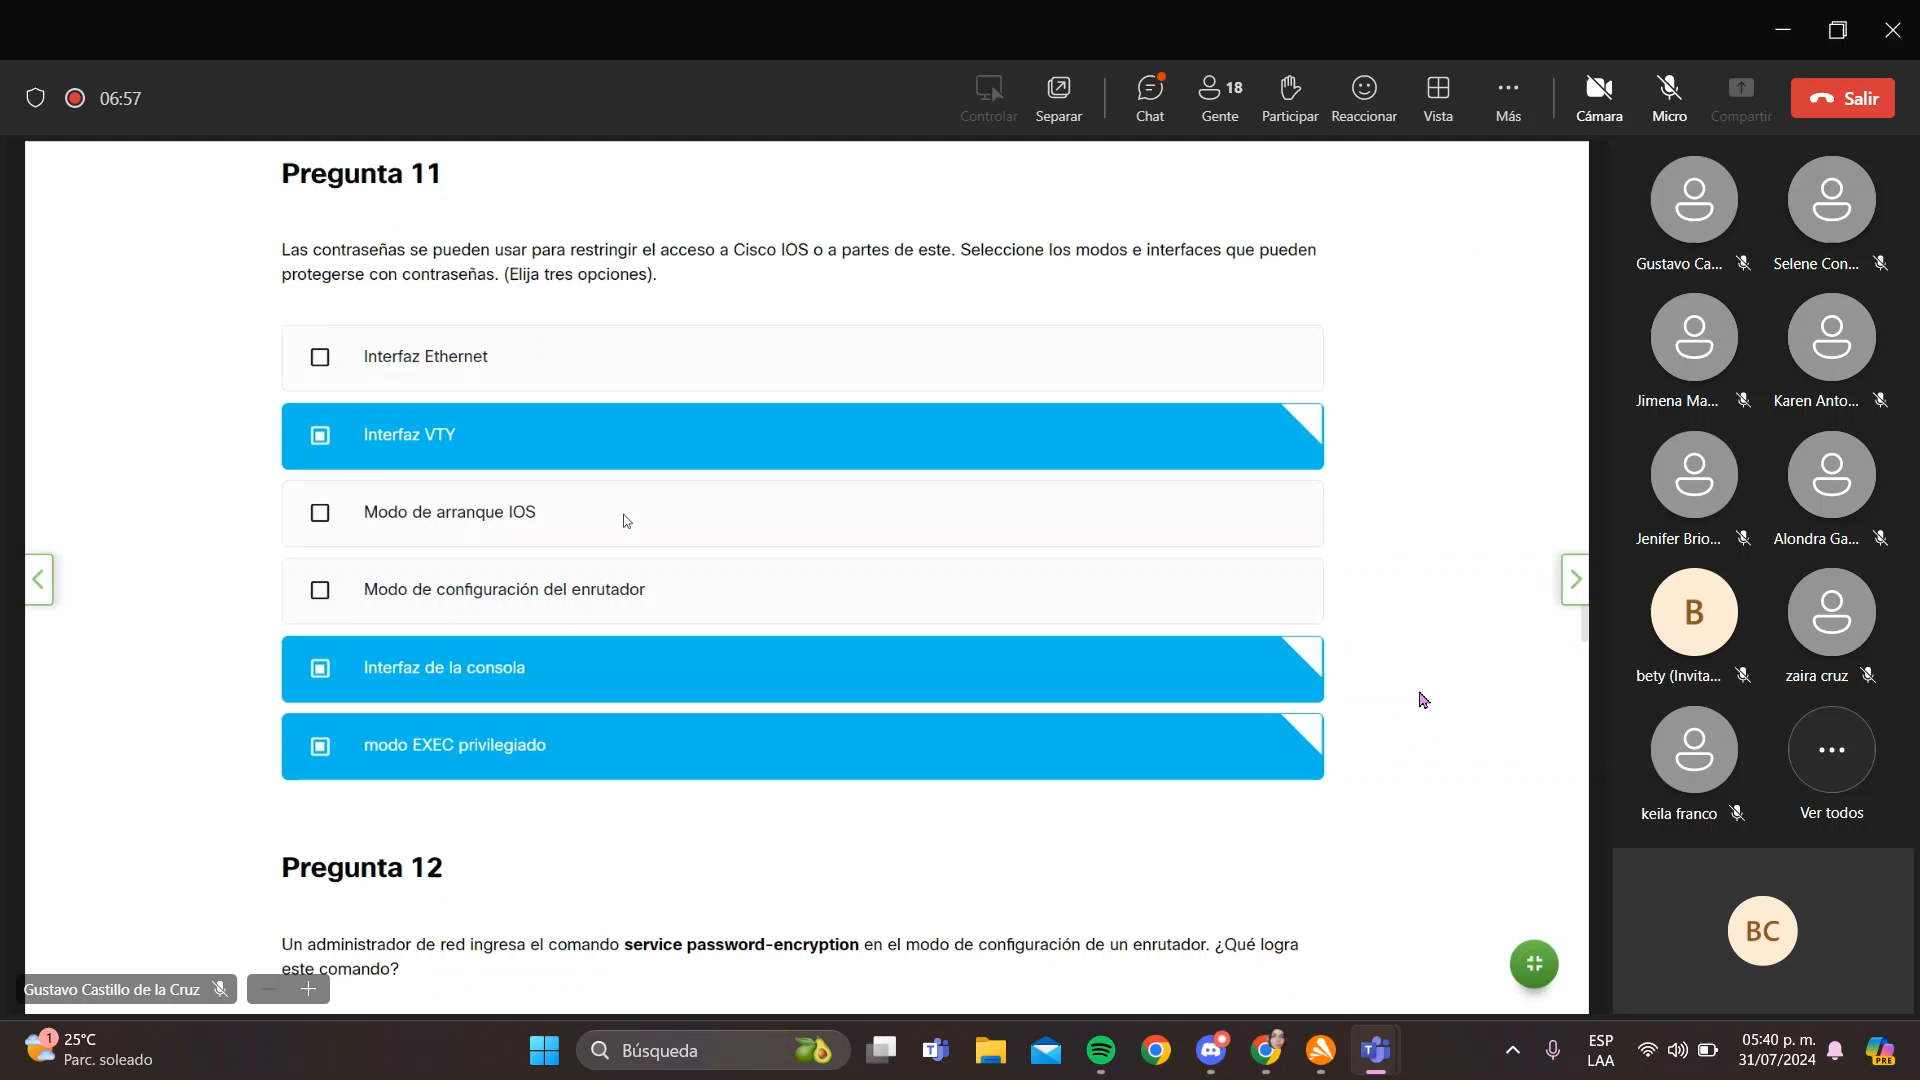 06:57
Controlar
Separar
Chat
18
Gente
Participar
Reaccionar
Vista
Más
Cámara
Micro
Compartir
Salir
Pregunta 11
Las contraseñas se pueden usar para restringir el acceso a Cisco IOS o a partes de este. Seleccione los modos e interfaces que pueden
protegerse con contraseñas. (Elija tres opciones).
Interfaz Ethernet
Interfaz VTY
Modo de arranque IOS
Modo de configuración del enrutador
Interfaz de la consola
modo EXEC privilegiado
Pregunta 12
Un administrador de red ingresa el comando service password-encryption en el modo de configuración de un enrutador. ¿Qué logra
este comando?
Gustavo Castillo de la Cruz
Gustavo Ca...
Selene Con...
Jimena Ma...
Karen Anto...
Jenifer Brio...
Alondra Ga...
B
bety (Invita...
zaira cruz
keila franco
Ver todos
BC
1
25°C
Parc. soleado
Búsqueda
ESP
LAA
05:40 p. m.
31/07/2024
PRE